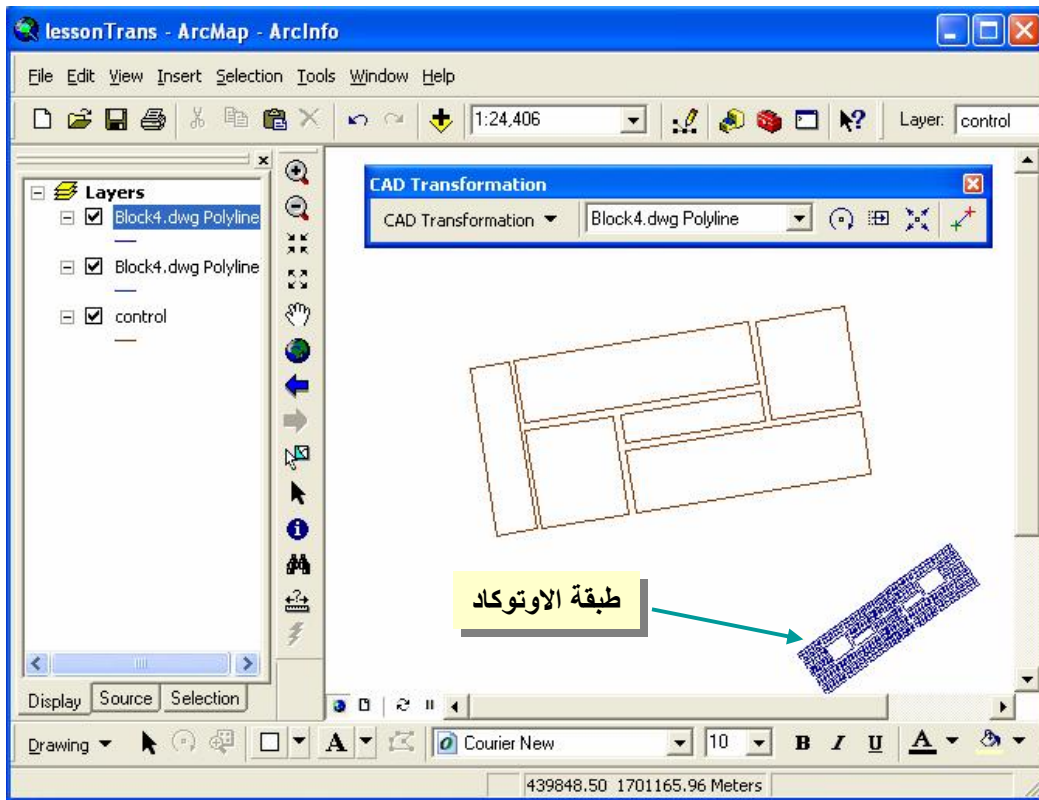 lessonTrans - ArcMap - ArcInfo
File Edit View Insert Selection Tools Window Help
1:24,406
Layer: control
Layers
Block4.dwg Polyline
Block4.dwg Polyline
control
CAD Transformation
CAD Transformation
Block4.dwg Polyline
طبقة الاوتوكاد
Display Source Selection
Drawing
A
Courier New
10
B I U A
439848.50 1701165.96 Meters